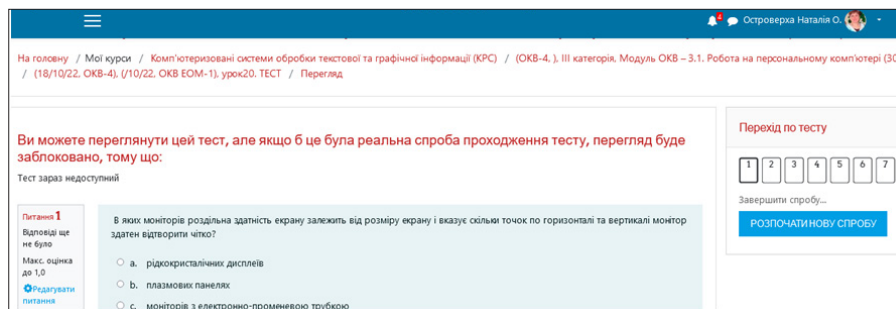 4
Островерха Наталія О.
На головну / Мої курси / Комп'ютеризовані системи обробки текстової та графічної інформації (КРС) / (ОКВ-4, ), ІІІ категорія, Модуль ОКВ – 3.1. Робота на персональному комп'ютері (30
/ (18/10/22, ОКВ-4), (/10/22, ОКВ ЕОМ-1), урок20. ТЕСТ / Перегляд
Ви можете переглянути цей тест, але якщо б це була реальна спроба проходження тесту, перегляд буде
заблоковано, тому що:
Тест зараз недоступний
Питання 1
Відповіді ще
не було
Макс. оцінка
до 1,0
Редагувати
питання
В яких моніторів роздільна здатність екрану залежить від розміру екрану і вказує скільки точок по горизонталі та вертикалі монітор
здатен відтворити чітко?
a. рідкокристалічних дисплеїв
b. плазмових панелях
c. моніторів з електронно-променевою трубкою
Перехід по тесту
1 2 3 4 5 6 7
Завершити спробу...
РОЗПОЧАТИ НОВУ СПРОБУ